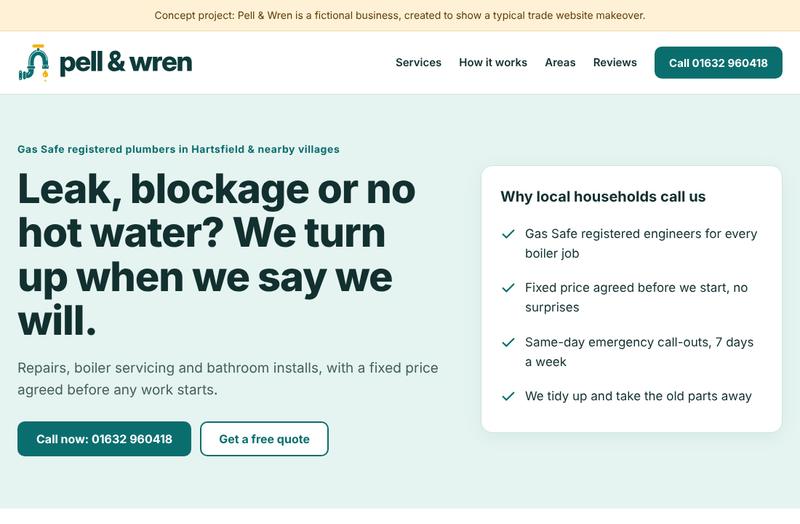 Concept project: Pell & Wren is a fictional business, created to show a typical trade website makeover.
pell & wren
Services
How it works
Areas
Reviews
Call 01632 960418
Gas Safe registered plumbers in Hartsfield & nearby villages
Leak, blockage or no
hot water? We turn
up when we say we
will.
Repairs, boiler servicing and bathroom installs, with a fixed price
agreed before any work starts.
Call now: 01632 960418
Get a free quote
Why local households call us
Gas Safe registered engineers for every
boiler job
Fixed price agreed before we start, no
surprises
Same-day emergency call-outs, 7 days
a week
We tidy up and take the old parts away